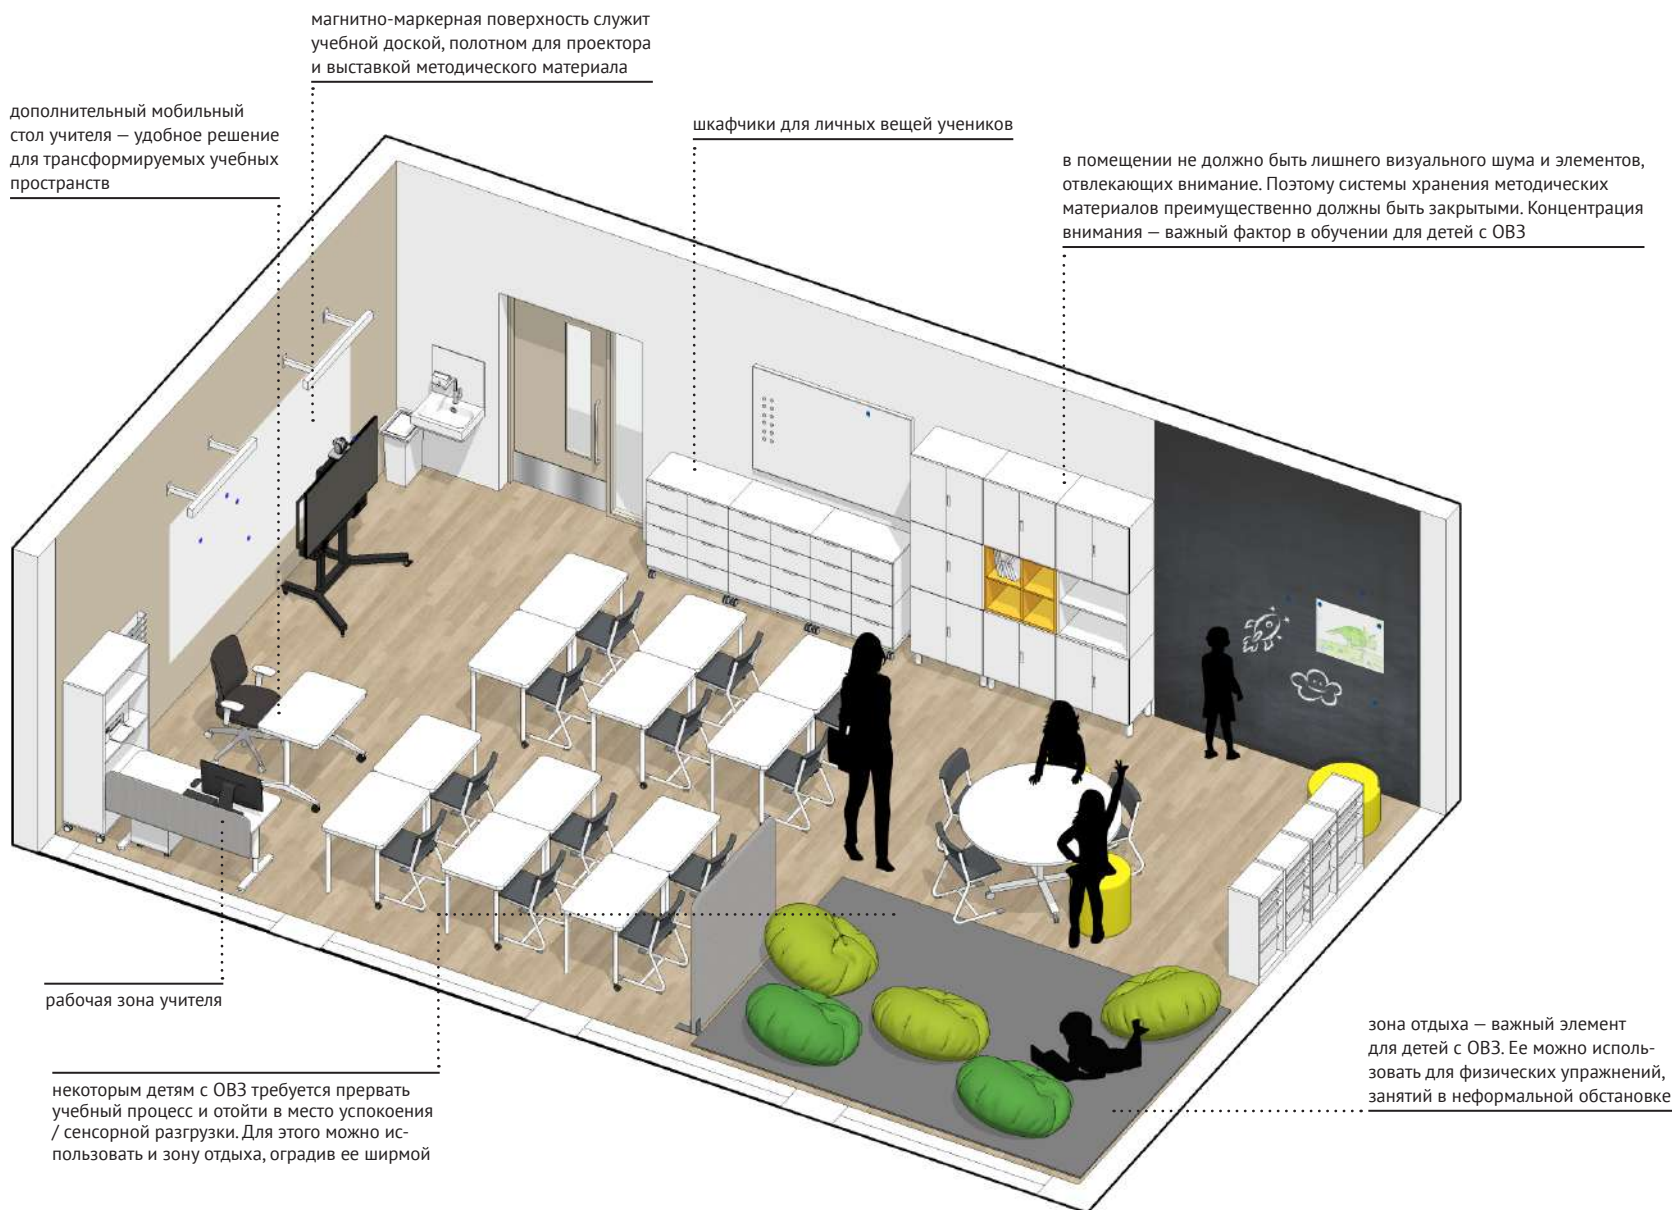 магнитно-маркерная поверхность служит
учебной доской, полотном для проектора
и выставкой методического материала
дополнительный мобильный
стол учителя — удобное решение
для трансформируемых учебных
пространств
шкафчики для личных вещей учеников
в помещении не должно быть лишнего визуального шума и элементов,
отвлекающих внимание. Поэтому системы хранения методических
материалов преимущественно должны быть закрытыми. Концентрация
внимания — важный фактор в обучении для детей с ОВЗ
рабочая зона учителя
некоторым детям с ОВЗ требуется прервать
учебный процесс и отойти в место успокоения
/ сенсорной разгрузки. Для этого можно ис-
пользовать и зону отдыха, оградив ее ширмой
зона отдыха — важный элемент
для детей с ОВЗ. Ее можно исполь-
зовать для физических упражнений,
занятий в неформальной обстановке